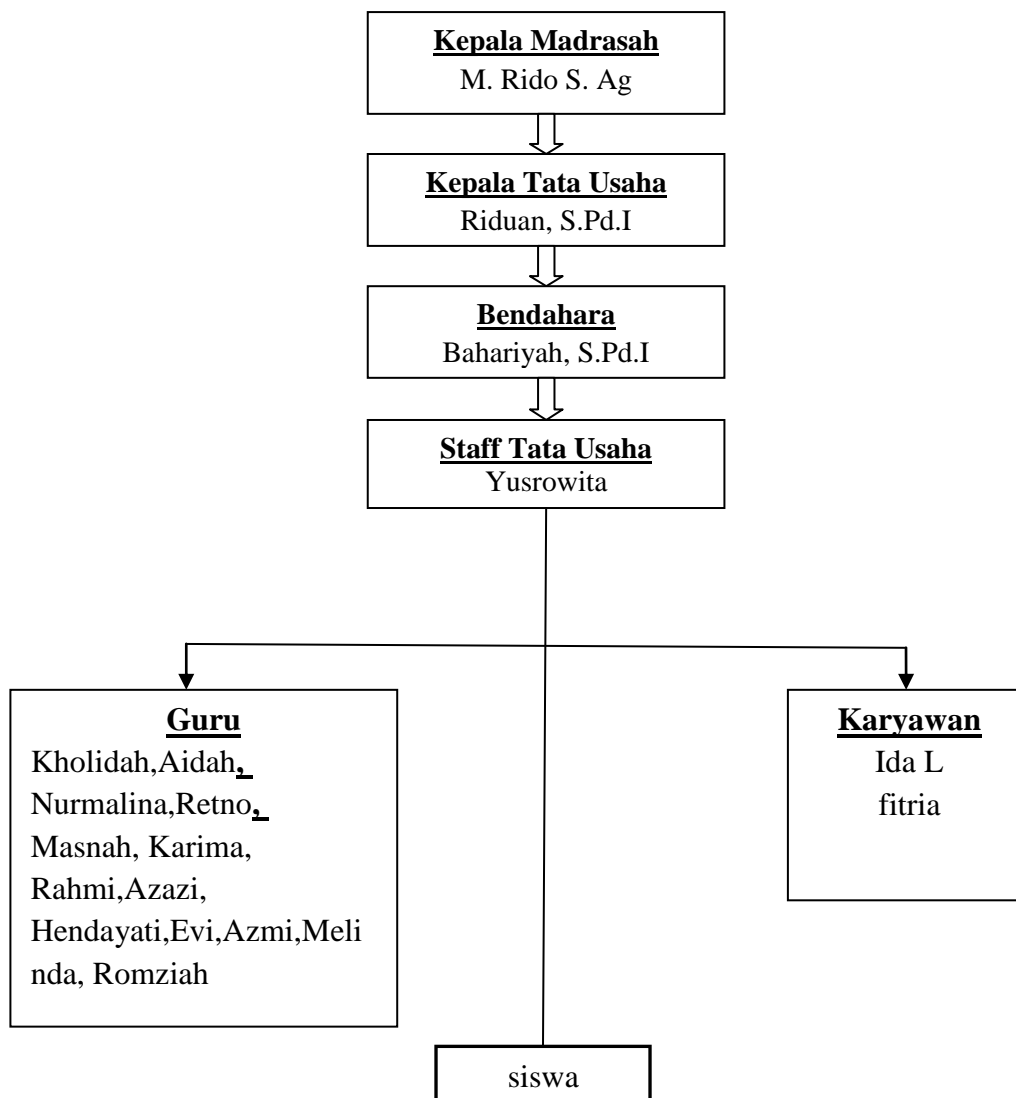 Kepala Madrasah
M. Rido S. Ag
Kepala Tata Usaha
Riduan, S.Pd.I
Bendahara
Bahariyah, S.Pd.I
Staff Tata Usaha
Yusrowita
Guru
Kholidah,Aidah,
Nurmalina,Retno,
Masnah, Karima,
Rahmi,Azazi,
Hendayati,Evi,Azmi,Meli
nda, Romziah
Karyawan
Ida L
fitria
siswa